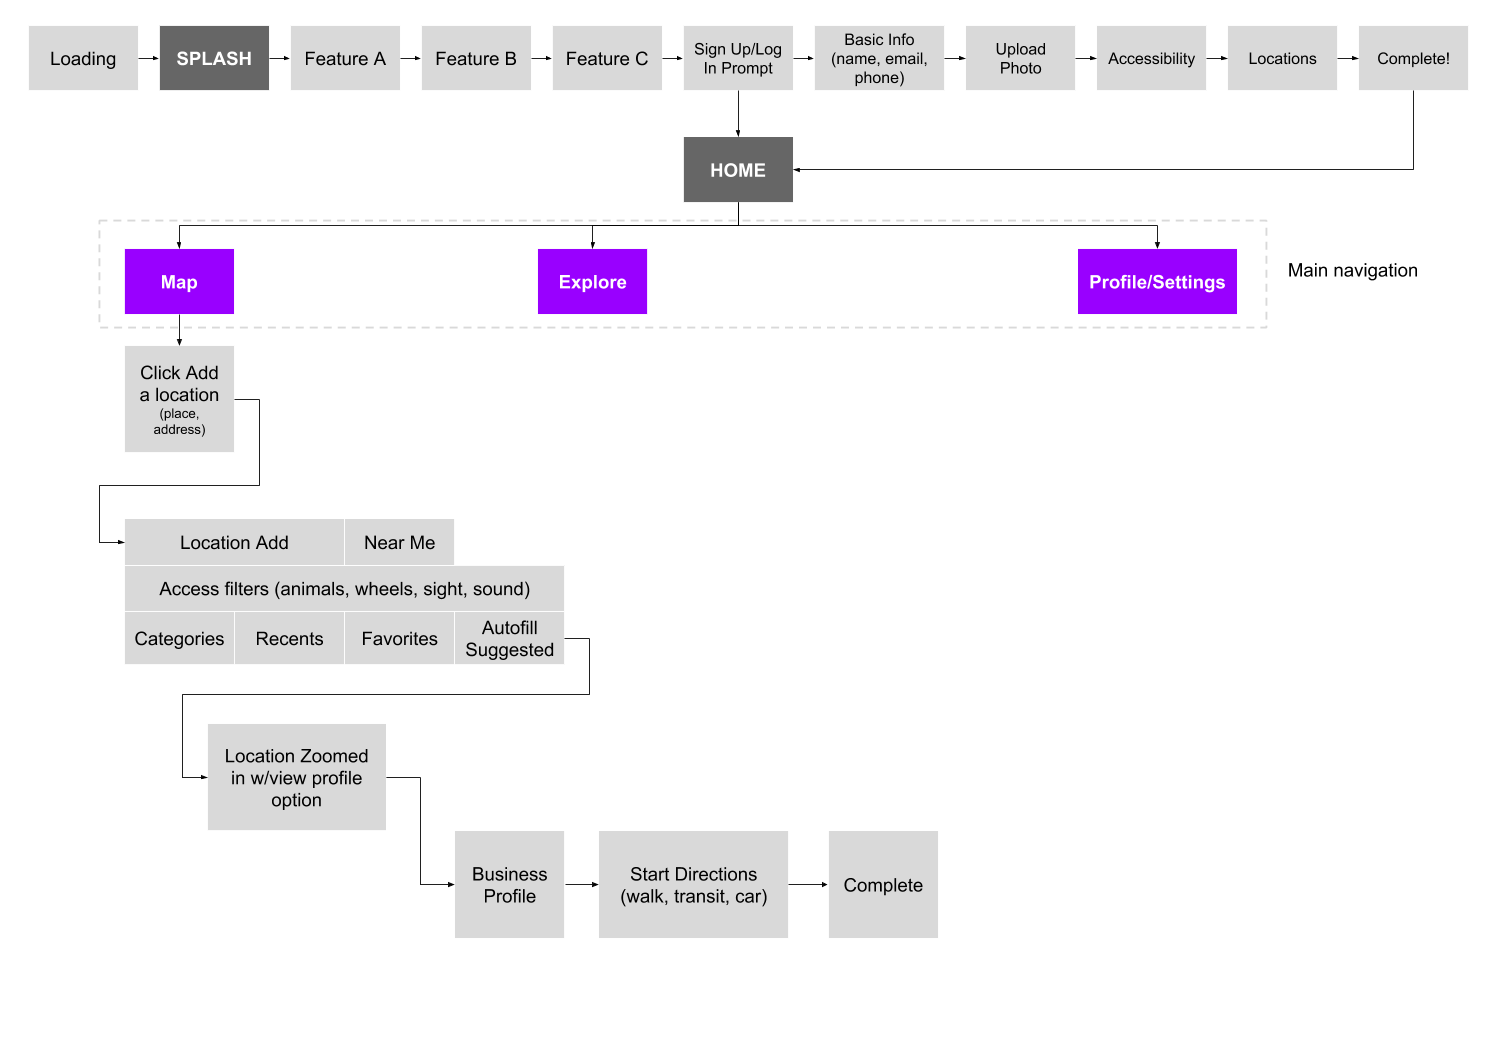 Loading
SPLASH
Feature A
Feature B
Feature C
Sign Up/Log
In Prompt
Basic Info
(name, email,
phone)
Upload
Photo
Accessibility
Locations
Complete!
HOME
Map
Explore
Profile/Settings
Main navigation
Click Add
a location
(place,
address)
Location Add
Near Me
Access filters (animals, wheels, sight, sound)
Categories
Recents
Favorites
Autofill
Suggested
Location Zoomed
in w/view profile
option
Business
Profile
Start Directions
(walk, transit, car)
Complete